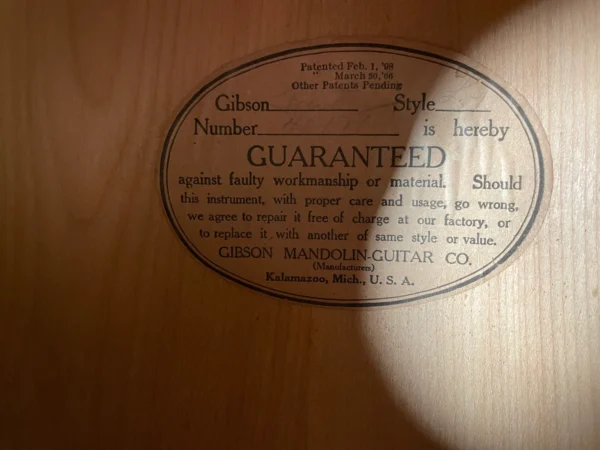 Patented Feb. 1, '98
" March 30, '06
Other Patents Pending
Gibson Style
Number is hereby
GUARANTEED
against faulty workmanship or material. Should
this instrument, with proper care and usage, go wrong,
we agree to repair it free of charge at our factory, or
to replace it with another of same style or value.
GIBSON MANDOLIN-GUITAR CO.
(Manufacturers)
Kalamazoo, Mich., U. S. A.